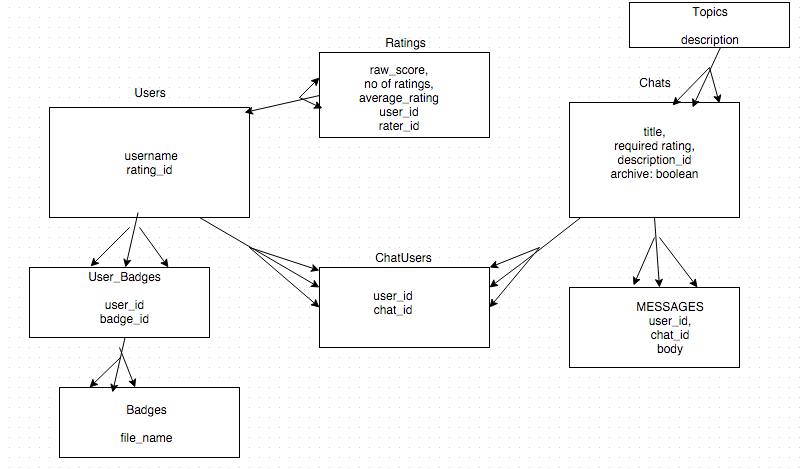 Topics
description
Ratings
raw_score,
no of ratings,
average_rating
user_id
rater_id
Users
username
rating_id
Chats
title,
required rating,
description_id
archive: boolean
User_Badges
user_id
badge_id
ChatUsers
user_id
chat_id
MESSAGES
user_id,
chat_id
body
Badges
file_name